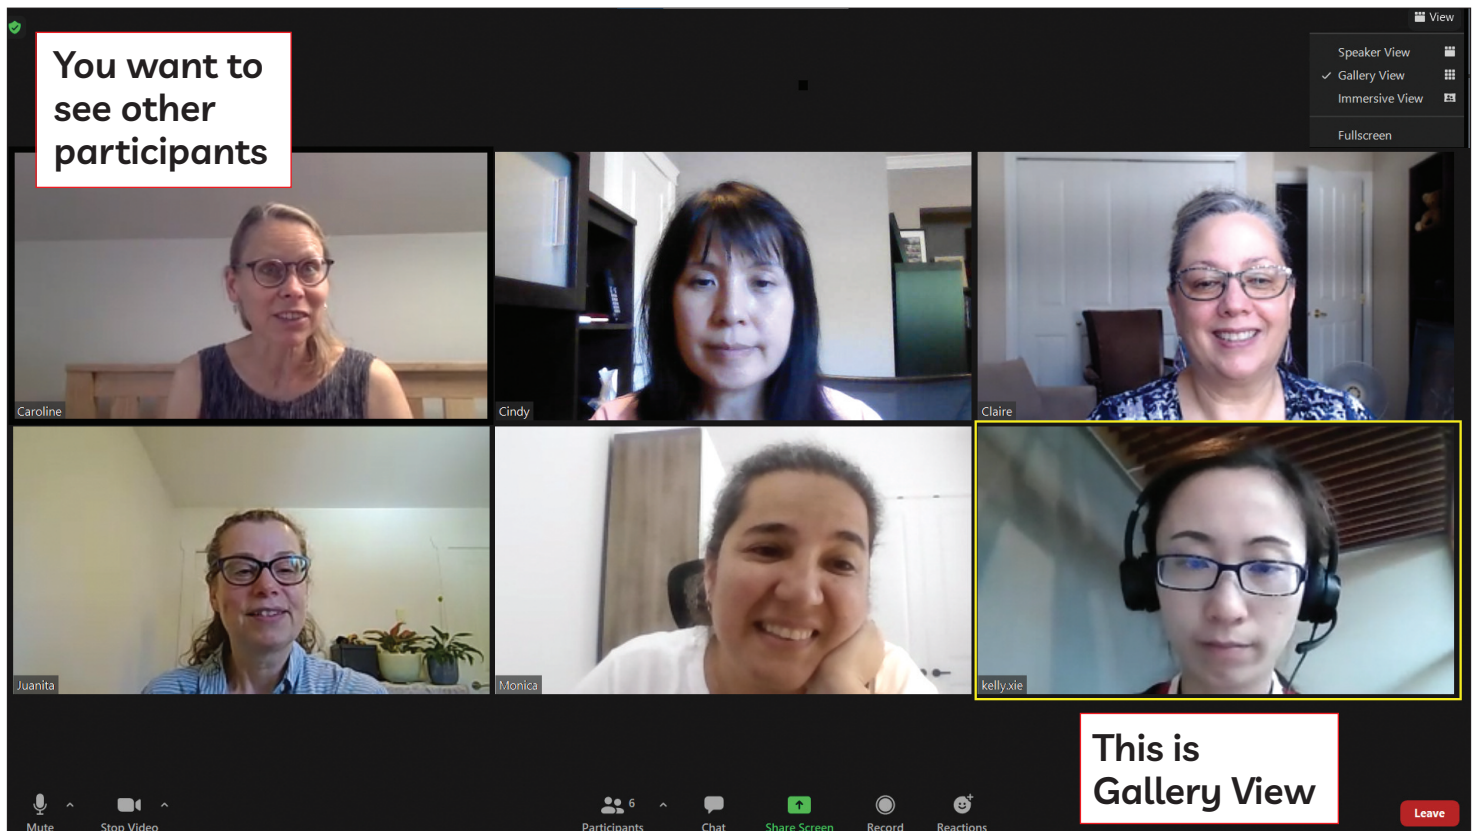 View
You want to
see other
participants
Speaker View
Gallery View
Immersive View
Fullscreen
Caroline
Cindy
Claire
Juanita
Monica
kelly.xie
This is
Gallery View
Mute
Stop Video
6
Participants
Chat
Share Screen
Record
Reactions
Leave